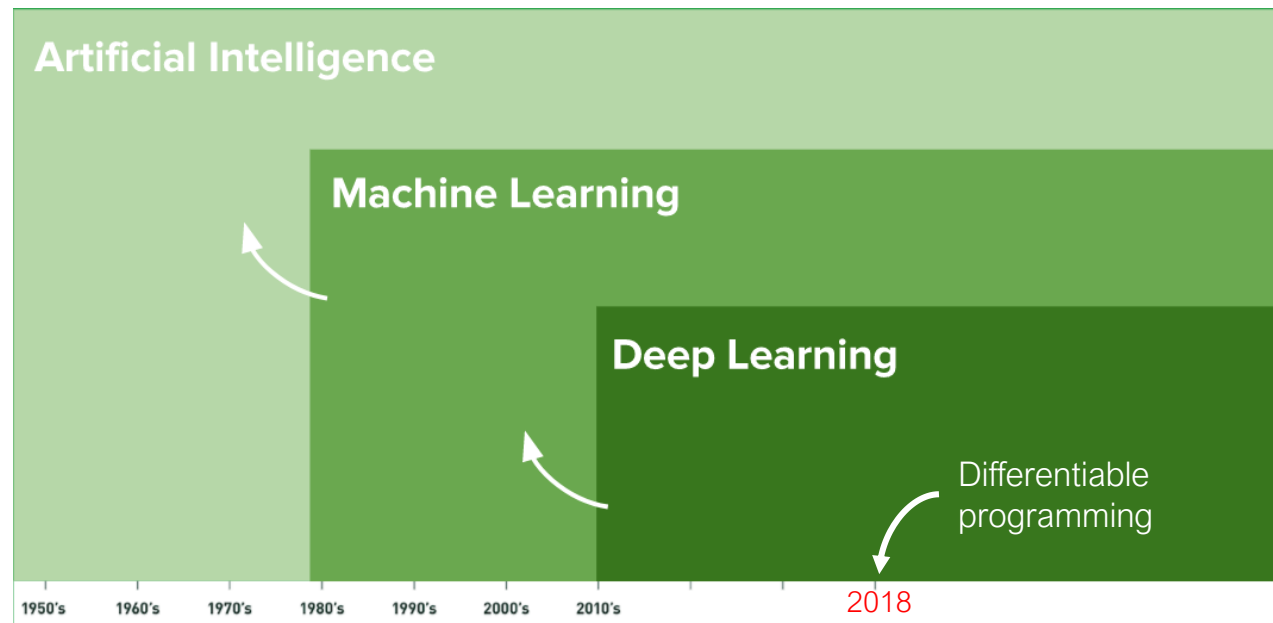 Artificial Intelligence
Machine Learning
Deep Learning
Differentiable
programming
1950's 1960's 1970's 1980's 1990's 2000's 2010's 2018